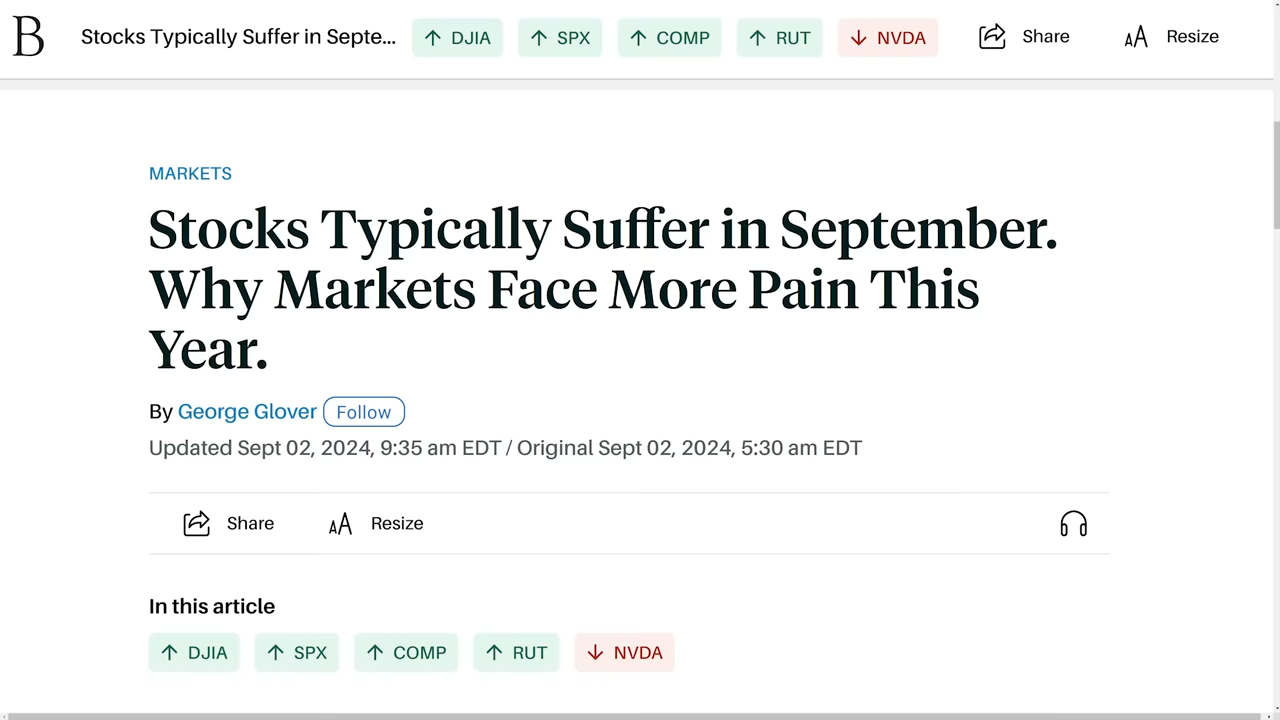 B Stocks Typically Suffer in Septe... ↑ DJIA ↑ SPX ↑ COMP ↑ RUT ↓ NVDA Share AA Resize
MARKETS
Stocks Typically Suffer in September.
Why Markets Face More Pain This
Year.
By George Glover Follow
Updated Sept 02, 2024, 9:35 am EDT / Original Sept 02, 2024, 5:30 am EDT
Share AA Resize
In this article
↑ DJIA ↑ SPX ↑ COMP ↑ RUT ↓ NVDA